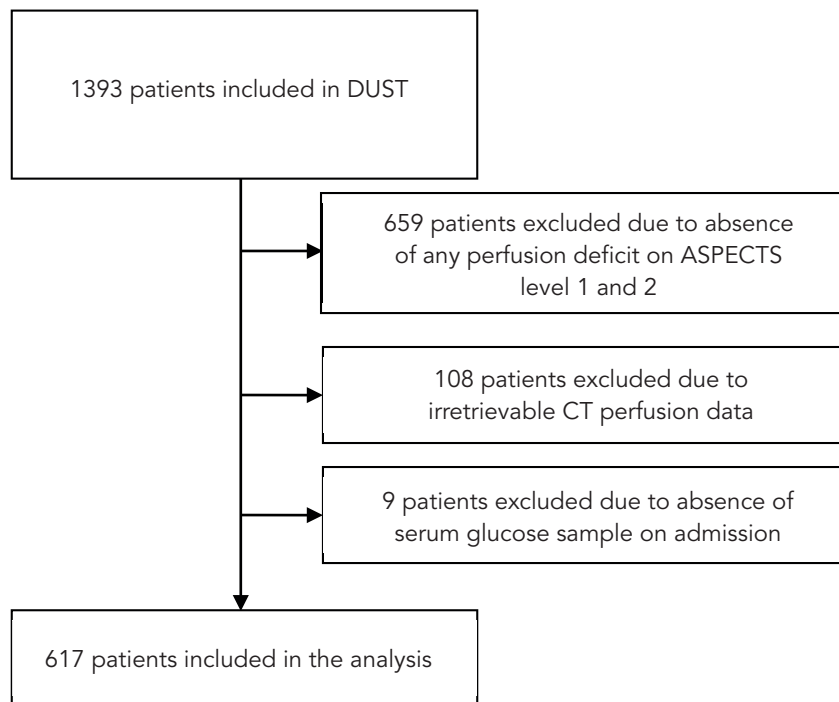 1393 patients included in DUST
659 patients excluded due to absence
of any perfusion deficit on ASPECTS
level 1 and 2
108 patients excluded due to
irretrievable CT perfusion data
9 patients excluded due to absence of
serum glucose sample on admission
617 patients included in the analysis